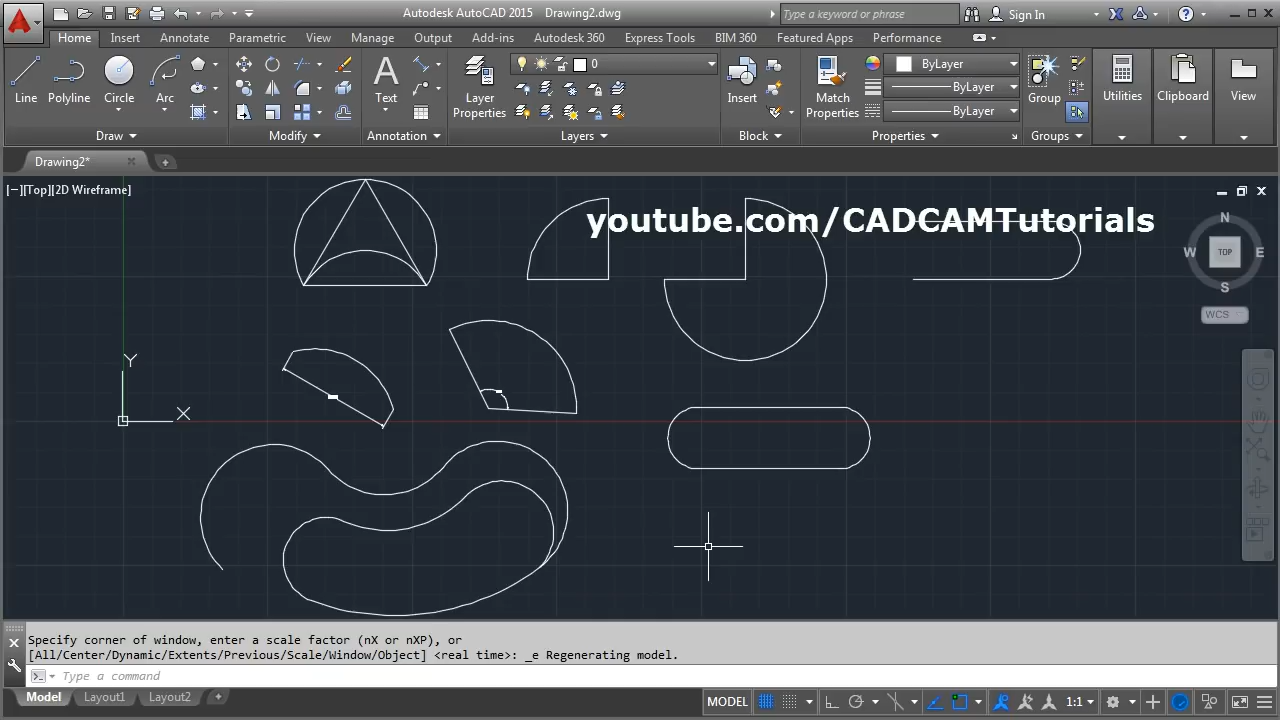 Autodesk AutoCAD 2015 Drawing2.dwg
Type a keyword or phrase
Sign In
Home Insert Annotate Parametric View Manage Output Add-ins Autodesk 360 Express Tools BIM 360 Featured Apps Performance
Line Polyline Circle Arc Text Layer Properties 0 Insert Match Properties ByLayer ByLayer ByLayer Group Utilities Clipboard View
Draw Modify Annotation Layers Block Properties Groups
Drawing2*
[−][Top][2D Wireframe]
youtube.com/CADCAMTutorials
N
W TOP E
S
WCS
Y
X
Specify corner of window, enter a scale factor (nX or nXP), or
[All/Center/Dynamic/Extents/Previous/Scale/Window/Object] <real time>: _e Regenerating model.
Type a command
Model Layout1 Layout2 MODEL 1:1